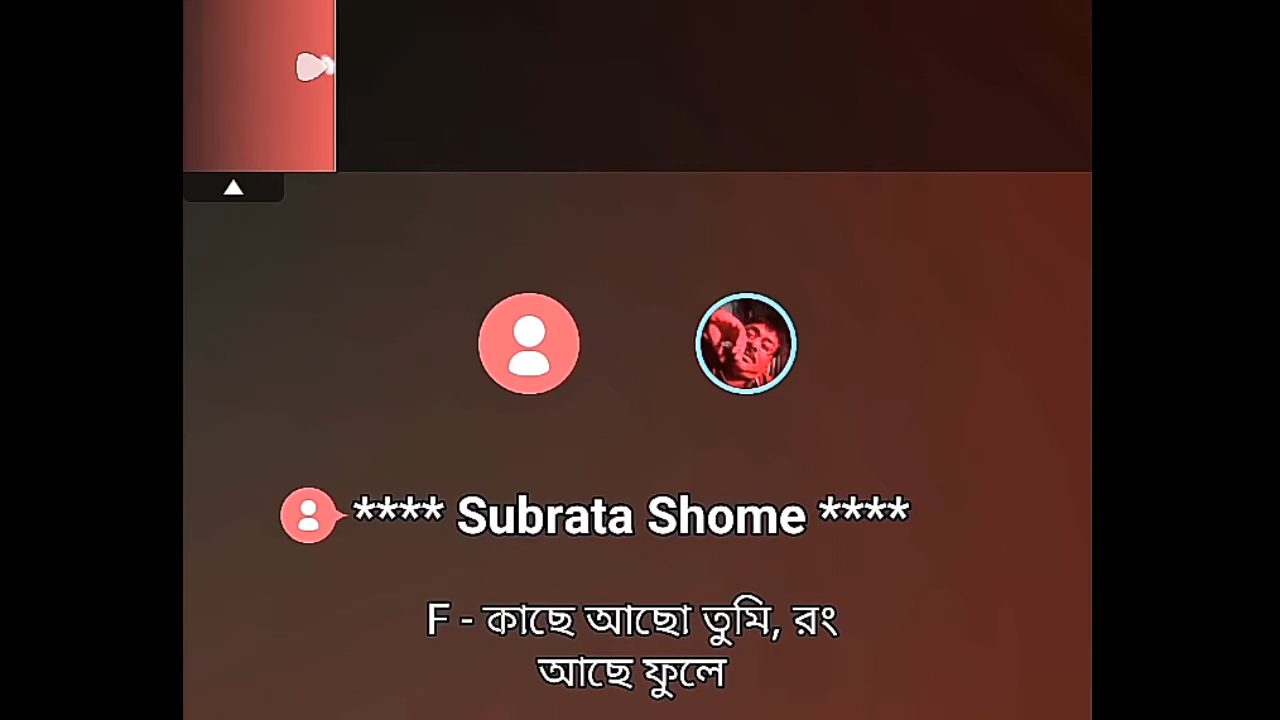 **** Subrata Shome ****
F - কাছে আছো তুমি, রং
আছে ফুলে